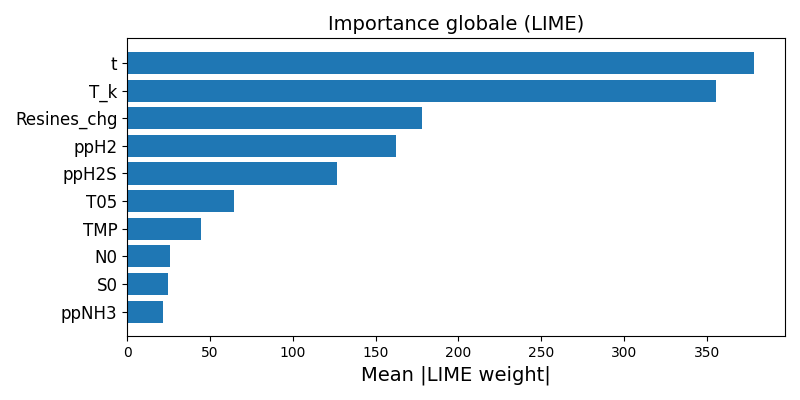 Importance globale (LIME)
t
T_k
Resines_chg
ppH2
ppH2S
T05
TMP
N0
S0
ppNH3
0 50 100 150 200 250 300 350
Mean |LIME weight|